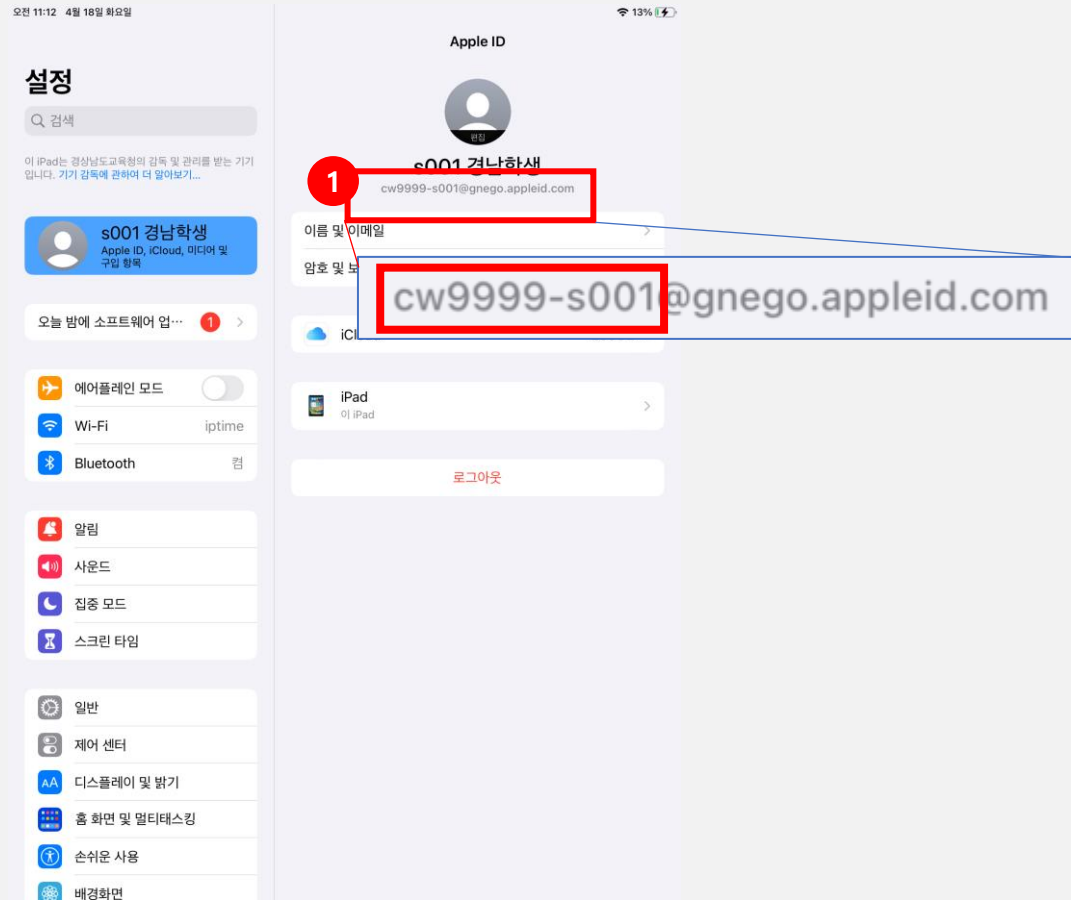 오전 11:12 4월 18일 화요일
13%
설정
검색
이 iPad는 경상남도교육청의 감독 및 관리를 받는 기기
입니다. 기기 감독에 관하여 더 알아보기...
s001 경남학생
Apple ID, iCloud, 미디어 및
구입 항목
오늘 밤에 소프트웨어 업… 1
에어플레인 모드
Wi-Fi iptime
Bluetooth 켬
알림
사운드
집중 모드
스크린 타임
일반
제어 센터
AA 디스플레이 및 밝기
홈 화면 및 멀티태스킹
손쉬운 사용
배경화면
Apple ID
편집
s001 경남학생
1
cw9999-s001@gnego.appleid.com
이름 및 이메일
암호 및
cw9999-s001@gnego.appleid.com
iPad
이 iPad
로그아웃